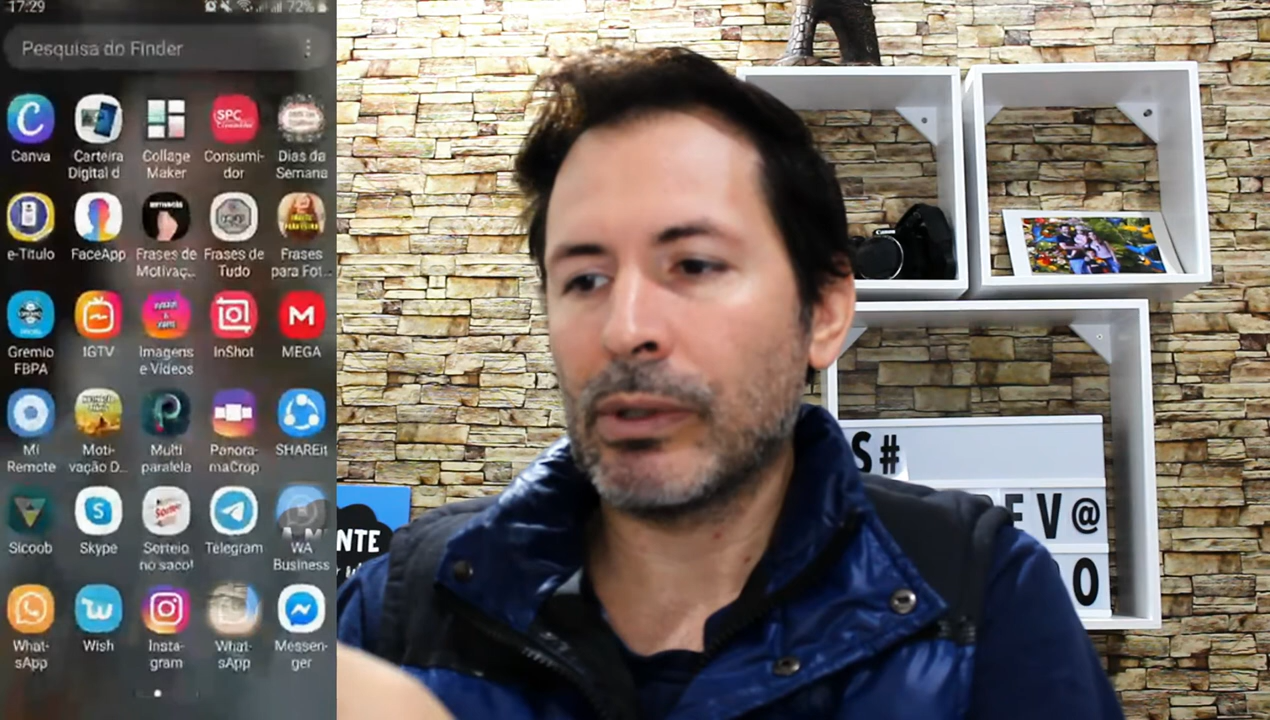 17:29
72%
Pesquisa do Finder
Canva
Carteira
Digital d
Collage
Maker
SPC
Consumi-
dor
Dias da
Semana
e-Título
FaceApp
Frases de
Motivaç...
Frases de
Tudo
Frases
para Fot...
Gremio
FBPA
IGTV
Imagens
e Vídeos
InShot
M
MEGA
Mi
Remote
Moti-
vação D...
Multi
paralela
Panora-
maCrop
SHAREit
Sicoob
S
Skype
Sorteio
no saco!
Telegram
WA
Business
What-
sApp
Wish
Insta-
gram
What-
sApp
Messen-
ger
Canon
S#
EV@
O
NTE